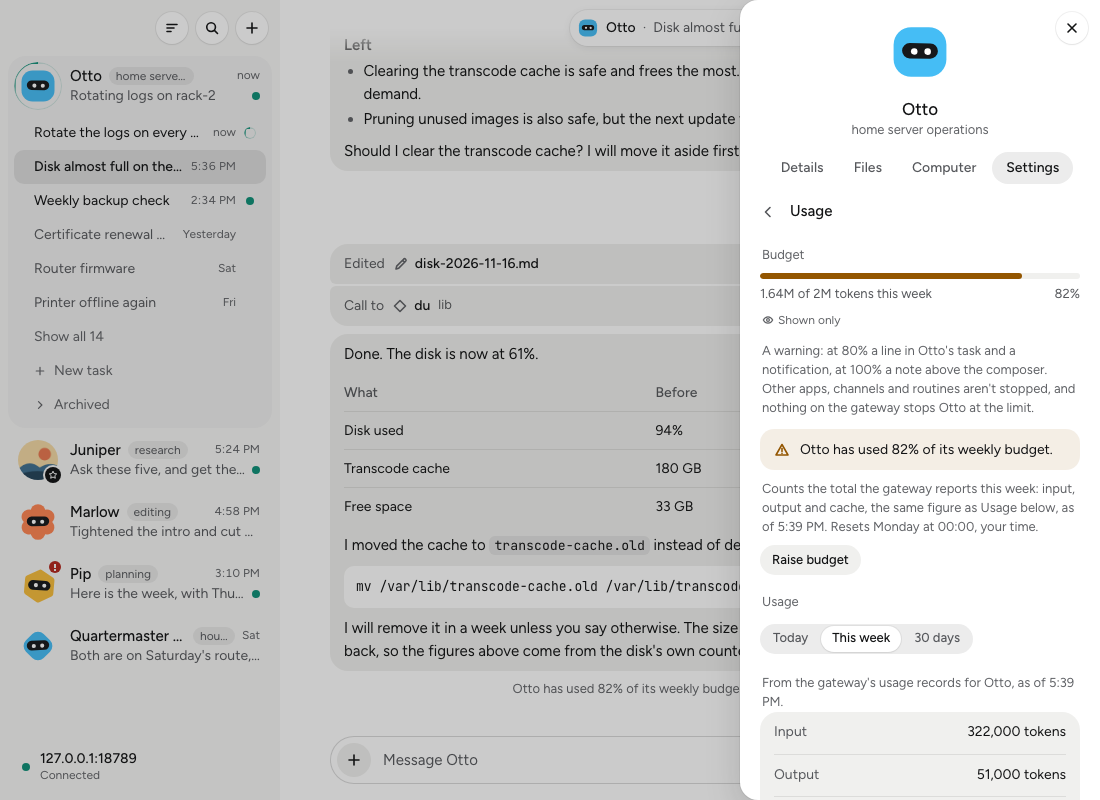 Otto home serve... now
Rotating logs on rack-2
Rotate the logs on every ... now
Disk almost full on the... 5:36 PM
Weekly backup check 2:34 PM
Certificate renewal ... Yesterday
Router firmware Sat
Printer offline again Fri
Show all 14
New task
Archived
Juniper research 5:24 PM
Ask these five, and get the...
Marlow editing 4:58 PM
Tightened the intro and cut ...
Pip planning 3:10 PM
Here is the week, with Thu...
Quartermaster ... hou... Sat
Both are on Saturday's route,...
127.0.0.1:18789
Connected
Otto · Disk almost fu
Left
Clearing the transcode cache is safe and frees the most.
demand.
Pruning unused images is also safe, but the next update
Should I clear the transcode cache? I will move it aside first
Edited disk-2026-11-16.md
Call to du lib
Done. The disk is now at 61%.
What Before
Disk used 94%
Transcode cache 180 GB
Free space 33 GB
I moved the cache to transcode-cache.old instead of de
mv /var/lib/transcode-cache.old /var/lib/transcod
I will remove it in a week unless you say otherwise. The size
back, so the figures above come from the disk's own counte
Otto has used 82% of its weekly budge
Message Otto
Otto
home server operations
Details Files Computer Settings
Usage
Budget
1.64M of 2M tokens this week 82%
Shown only
A warning: at 80% a line in Otto's task and a
notification, at 100% a note above the composer.
Other apps, channels and routines aren't stopped, and
nothing on the gateway stops Otto at the limit.
Otto has used 82% of its weekly budget.
Counts the total the gateway reports this week: input,
output and cache, the same figure as Usage below, as
of 5:39 PM. Resets Monday at 00:00, your time.
Raise budget
Usage
Today This week 30 days
From the gateway's usage records for Otto, as of 5:39
PM.
Input 322,000 tokens
Output 51,000 tokens